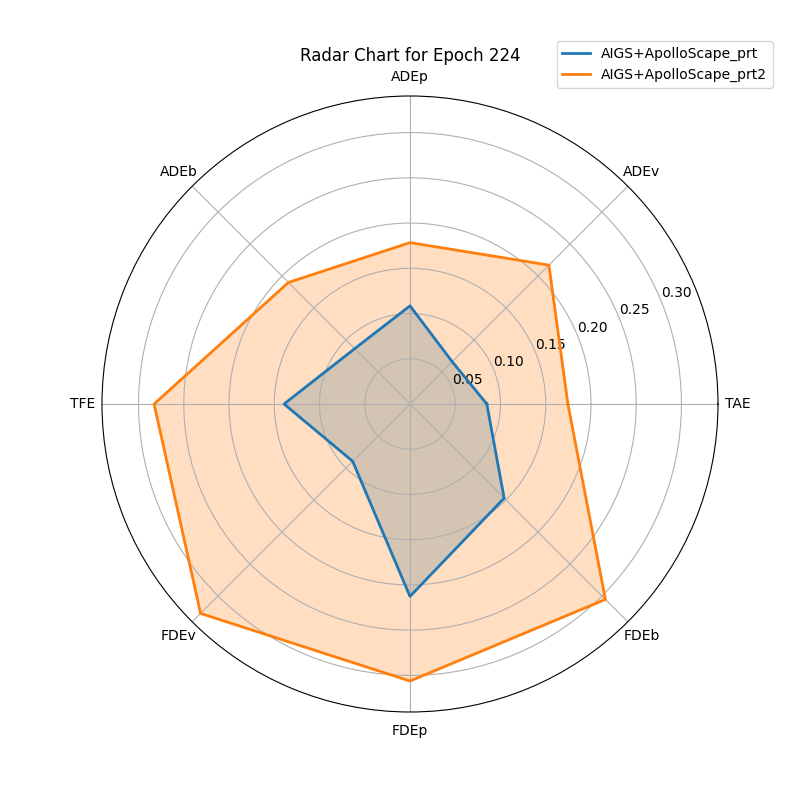 AIGS+ApolloScape_prt
AIGS+ApolloScape_prt2
Radar Chart for Epoch 224
ADEp
ADEb
ADEv
0.30
0.25
0.20
0.15
0.10
0.05
TFE
TAE
FDEv
FDEb
FDEp